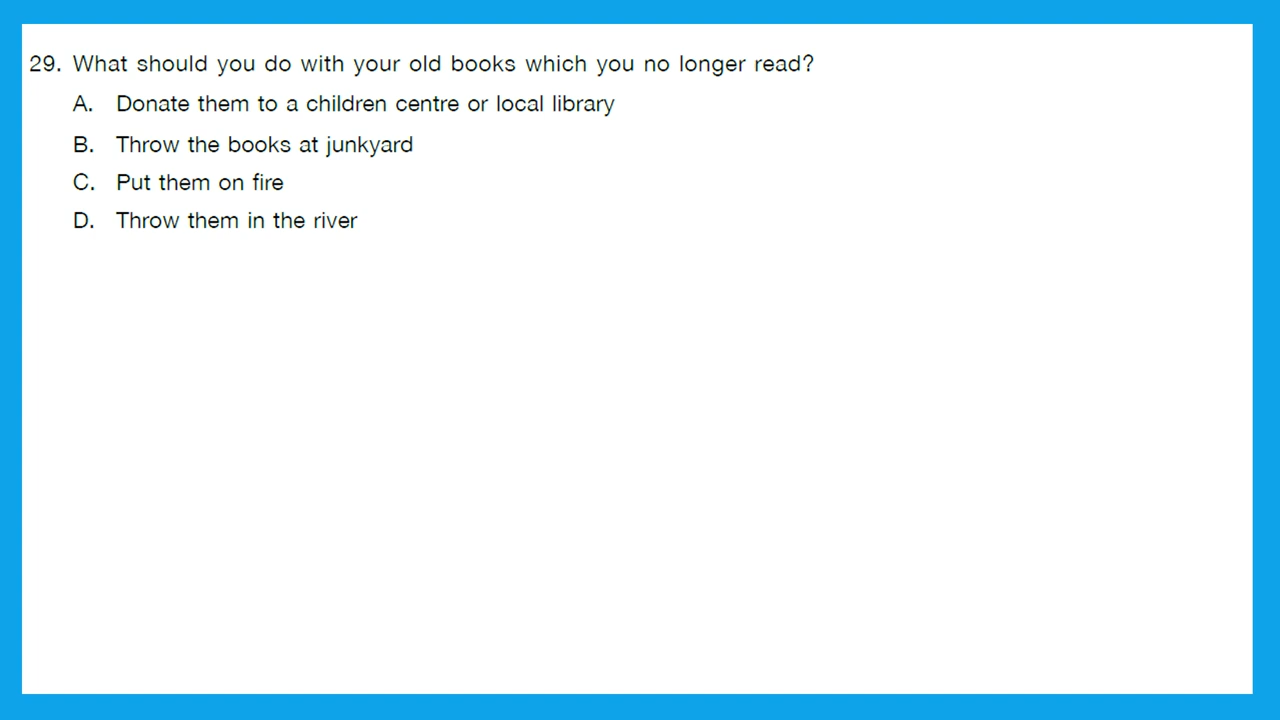 29. What should you do with your old books which you no longer read?
A. Donate them to a children centre or local library
B. Throw the books at junkyard
C. Put them on fire
D. Throw them in the river